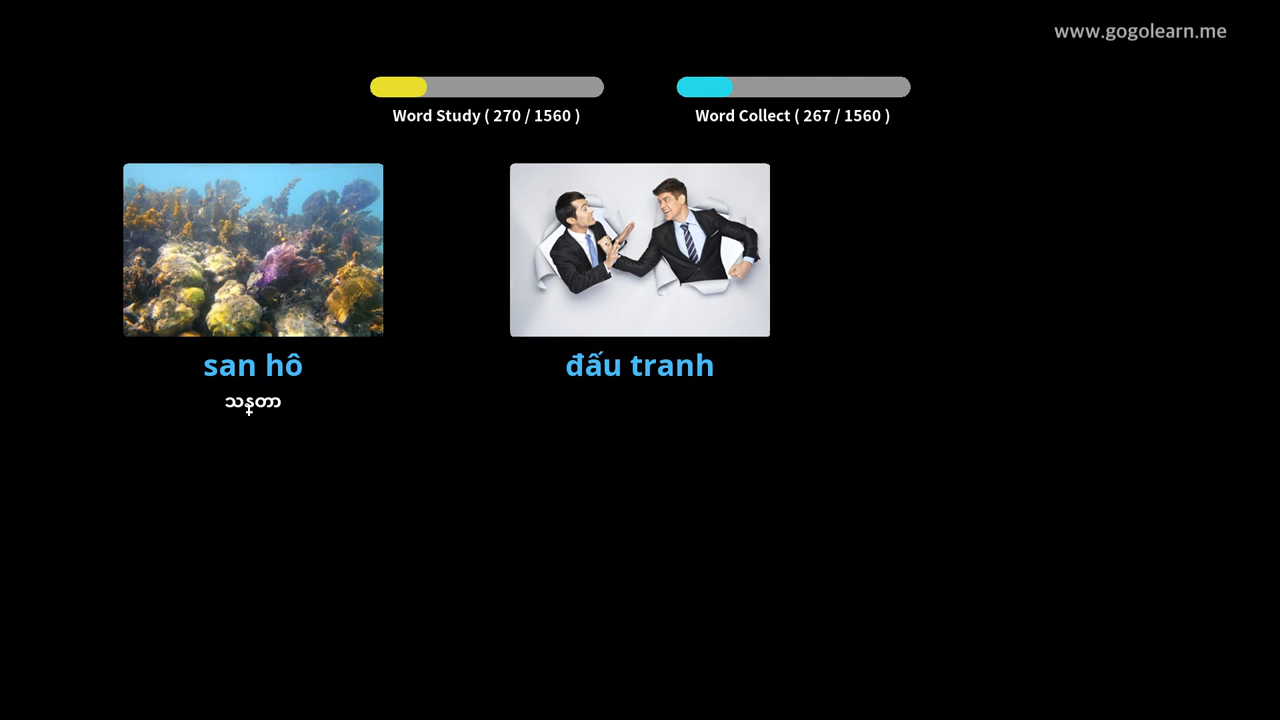 www.gogolearn.me
Word Study ( 270 / 1560 )
Word Collect ( 267 / 1560 )
san hô
đấu tranh
သန္တာ